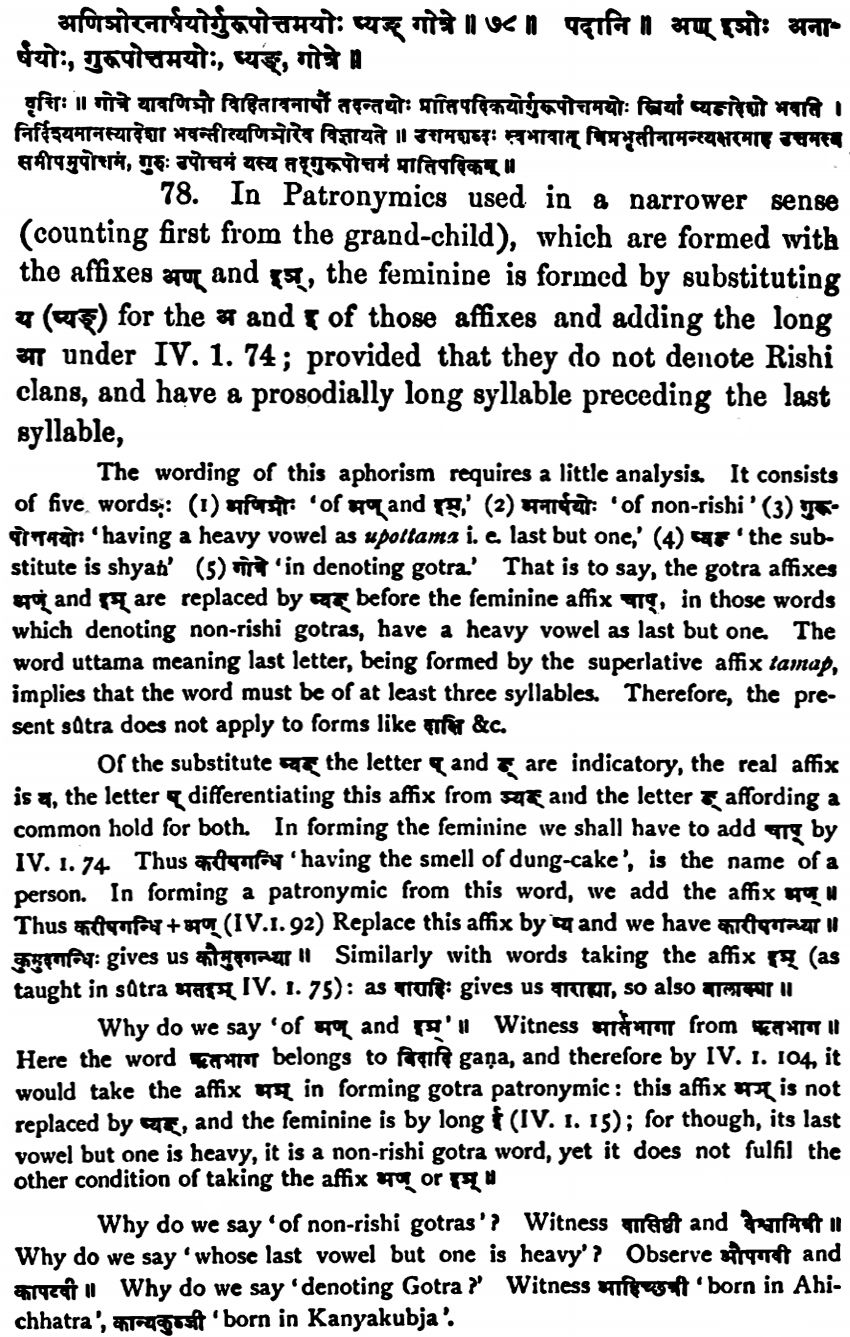 अणिञोरनार्षयोर्गुरूपोत्तमयोः ष्यङ् गोत्रे ॥ ७८ ॥ पदानि ॥ अण् इञोः अना-
र्षयोः, गुरूपोत्तमयोः, ष्यङ्, गोत्रे ॥
वृत्तिः ॥ गोत्रे यावणिञौ विहितावनार्षौ तदन्तयोः प्रातिपदिकयोर्गुरूपोत्तमयोः स्त्रियां ष्यङादेशो भवति ।
निर्दिश्यमानस्यादेशा भवन्तीत्यणिञोरेव विज्ञायते ॥ उत्तमशब्दः स्वभावात् त्रिप्रभृतीनामन्त्यक्षरमाह उत्तमस्य
समीपमुपोत्तमं, गुरुः उपोत्तमं यस्य तद्गुरूपोत्तमं प्रातिपदिकम् ॥
78. In Patronymics used in a narrower sense
(counting first from the grand-child), which are formed with
the affixes अण् and इञ्, the feminine is formed by substituting
य (ष्यङ्) for the अ and इ of those affixes and adding the long
आ under IV. 1. 74; provided that they do not denote Rishi
clans, and have a prosodially long syllable preceding the last
syllable,
The wording of this aphorism requires a little analysis. It consists
of five words: (1) अणिञोः 'of अण् and इञ्,' (2) अनार्षयोः 'of non-rishi' (3) गुरू-
पोत्तमयोः 'having a heavy vowel as upottama i. e. last but one,' (4) ष्यङ 'the sub-
stitute is shyaṅ' (5) गोत्रे 'in denoting gotra.' That is to say, the gotra affixes
अण् and इञ् are replaced by ष्यङ् before the feminine affix चाप्, in those words
which denoting non-rishi gotras, have a heavy vowel as last but one. The
word uttama meaning last letter, being formed by the superlative affix tamap,
implies that the word must be of at least three syllables. Therefore, the pre-
sent sûtra does not apply to forms like दाक्षि &c.
Of the substitute ष्यङ् the letter ष् and ङ् are indicatory, the real affix
is य, the letter ष् differentiating this affix from ञ्यङ् and the letter ङ् affording a
common hold for both. In forming the feminine we shall have to add चाप् by
IV. 1. 74. Thus करीषगन्धि 'having the smell of dung-cake', is the name of a
person. In forming a patronymic from this word, we add the affix अण् ॥
Thus करीषगन्धि + अण् (IV.1. 92) Replace this affix by ष्य and we have कारीषगन्ध्या ॥
कुमुदगन्धिः gives us कौमुदगन्ध्या ॥ Similarly with words taking the affix इञ् (as
taught in sûtra अतइञ् IV. 1. 75): as वाराहिः gives us वाराह्या, so also बालाक्या ॥
Why do we say 'of अण् and इञ्'॥ Witness आर्तभागा from ऋतभाग ॥
Here the word ऋतभाग belongs to बिदादि gaṇa, and therefore by IV. 1. 104, it
would take the affix अञ् in forming gotra patronymic: this affix अञ् is not
replaced by ष्यङ्, and the feminine is by long ई (IV. 1. 15); for though, its last
vowel but one is heavy, it is a non-rishi gotra word, yet it does not fulfil the
other condition of taking the affix अण् or इञ् ॥
Why do we say 'of non-rishi gotras'? Witness वासिष्ठी and वैश्वामित्री ॥
Why do we say 'whose last vowel but one is heavy'? Observe औपगवी and
कापटवी ॥ Why do we say 'denoting Gotra?' Witness आहिच्छत्री 'born in Ahi-
chhatra', कान्यकुब्जी 'born in Kanyakubja'.